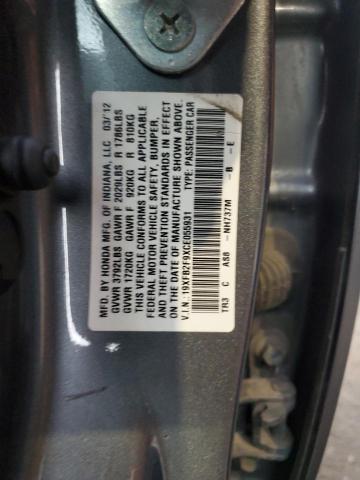 MFD. BY HONDA MFG. OF INDIANA, LLC 03/12
GVWR 3792LBS GAWR F 2029LBS R 1786LBS
GVWR 1720KG GAWR F 920KG R 810KG
THIS VEHICLE CONFORMS TO ALL APPLICABLE
FEDERAL MOTOR VEHICLE SAFETY, BUMPER,
AND THEFT PREVENTION STANDARDS IN EFFECT
ON THE DATE OF MANUFACTURE SHOWN ABOVE.
V.I.N.:19XFB2F9XCE055931 TYPE: PASSENGER CAR
TR3 C AS8 -NH737M -B -E